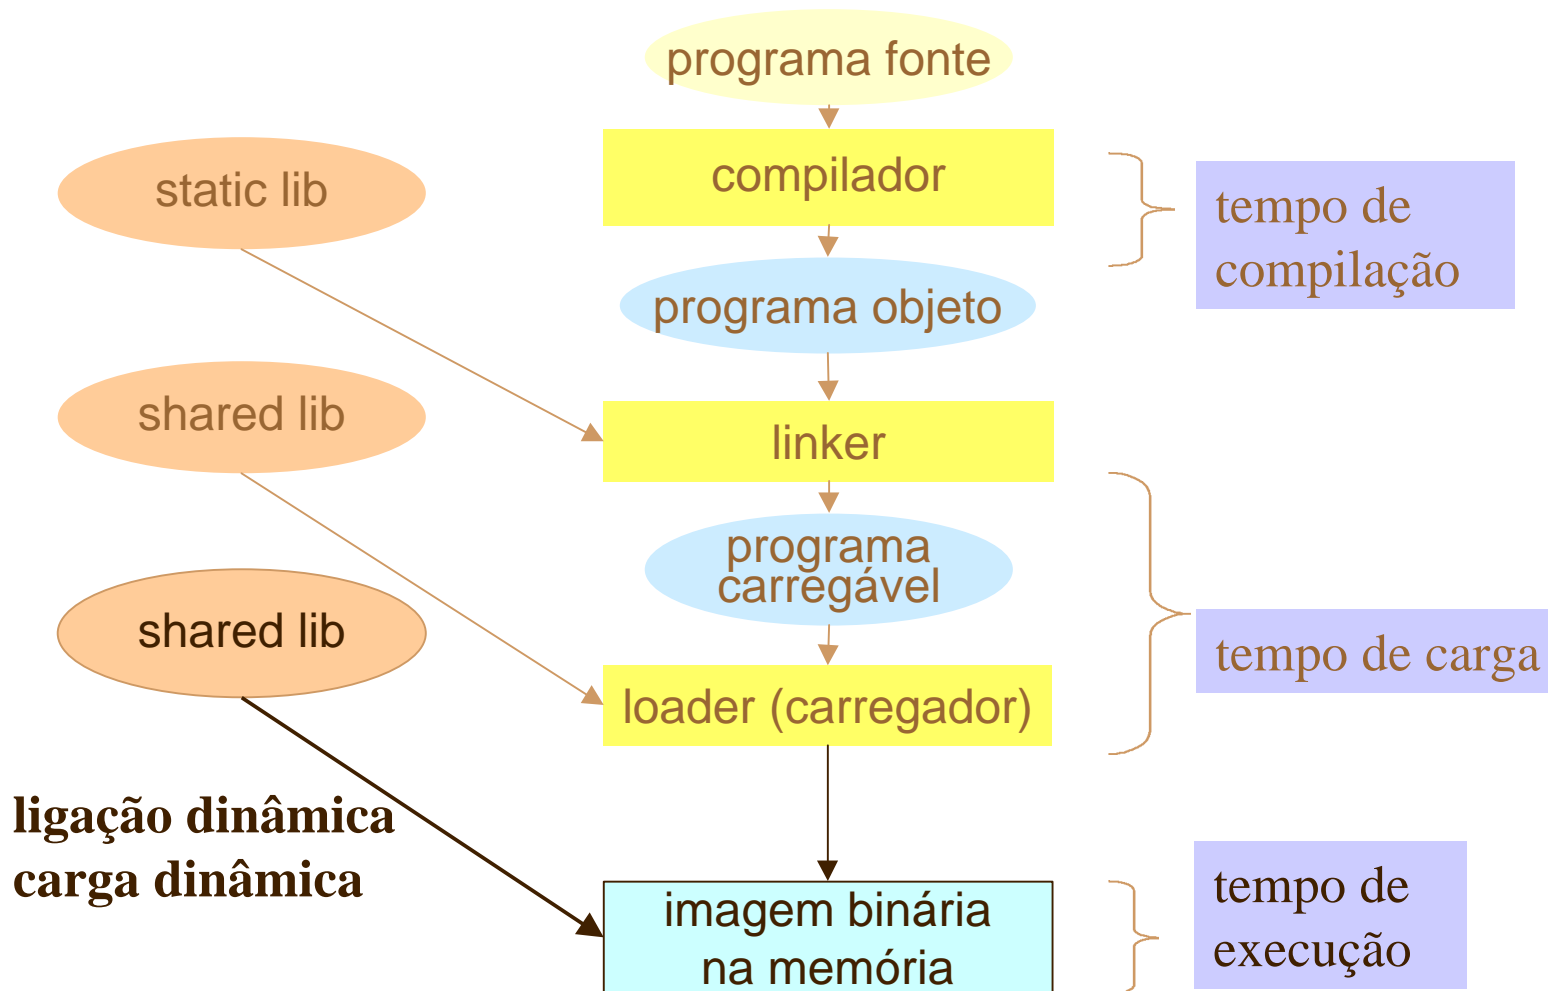 programa fonte
compilador
static lib
tempo de
compilação
programa objeto
shared lib
linker
programa
carregável
shared lib
tempo de carga
loader (carregador)
ligação dinâmica
carga dinâmica
imagem binária
na memória
tempo de
execução